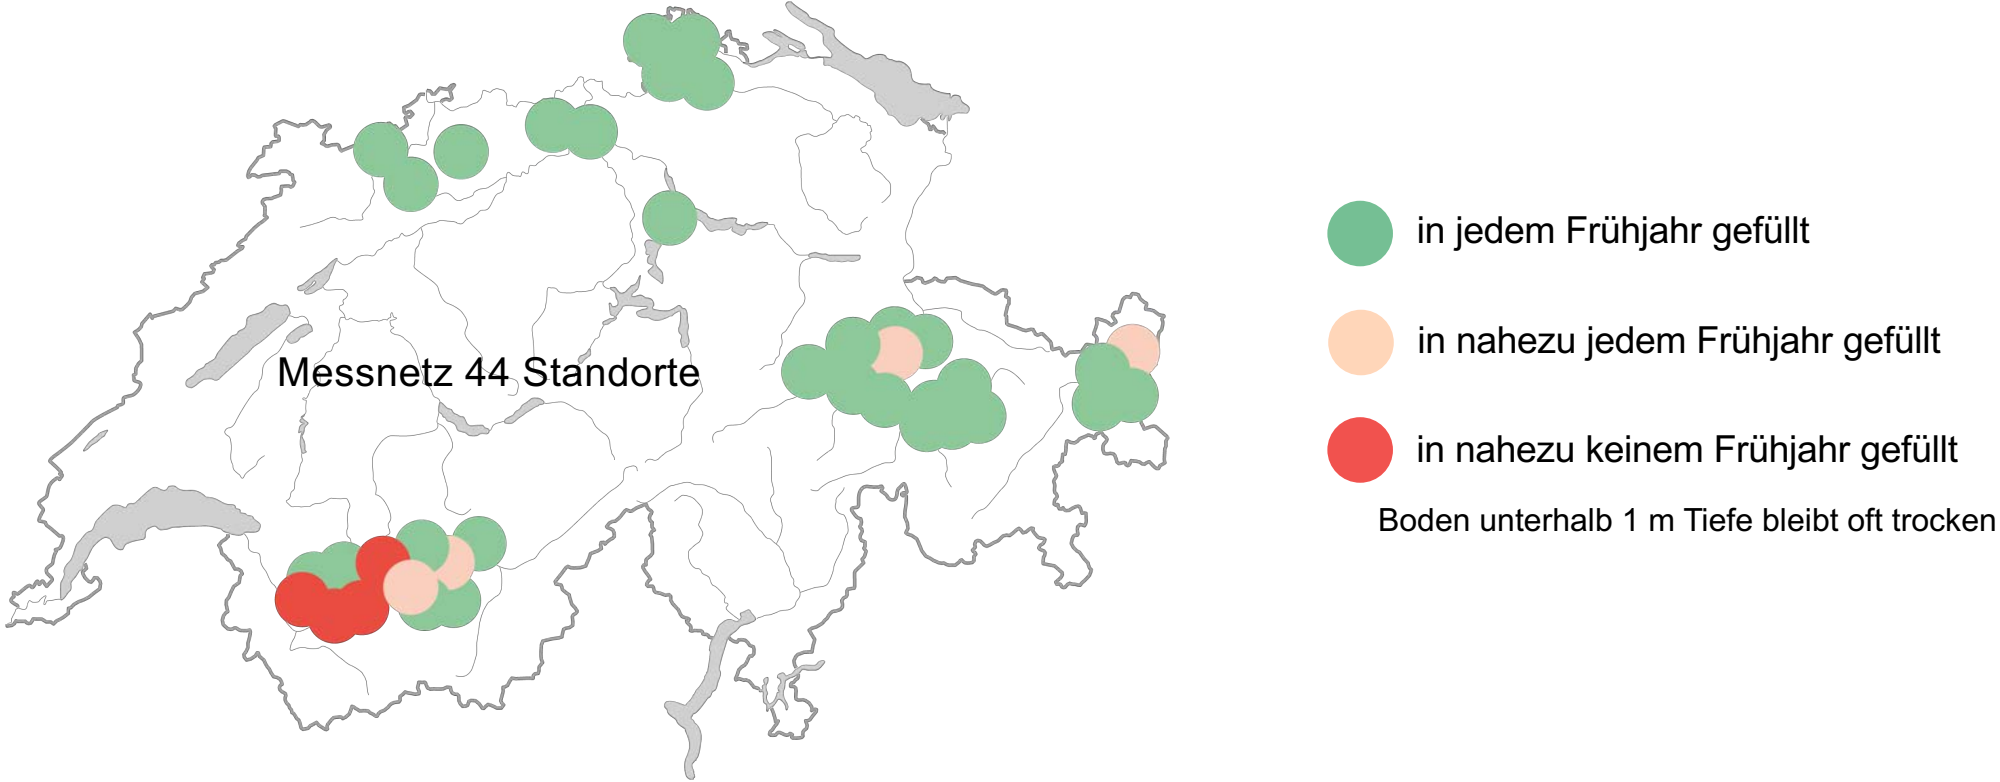 Messnetz 44 Standorte
in jedem Frühjahr gefüllt
in nahezu jedem Frühjahr gefüllt
in nahezu keinem Frühjahr gefüllt
Boden unterhalb 1 m Tiefe bleibt oft trocken